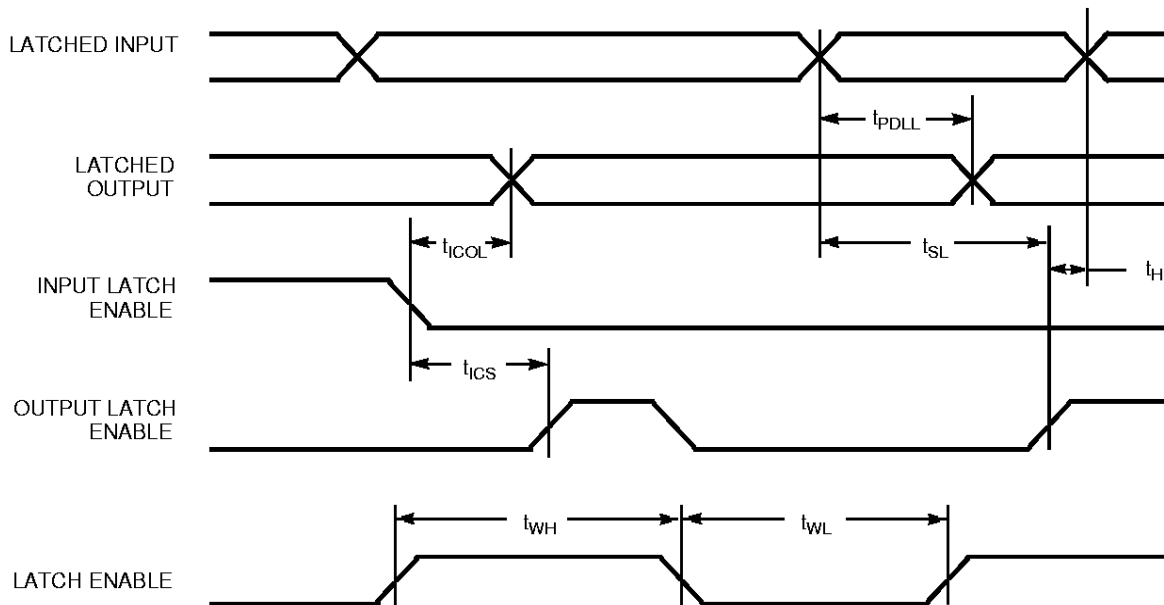 LATCHED INPUT
tPDLL
LATCHED
OUTPUT
tICOL
tSL
tH
INPUT LATCH
ENABLE
tICS
OUTPUT LATCH
ENABLE
tWH
tWL
LATCH ENABLE